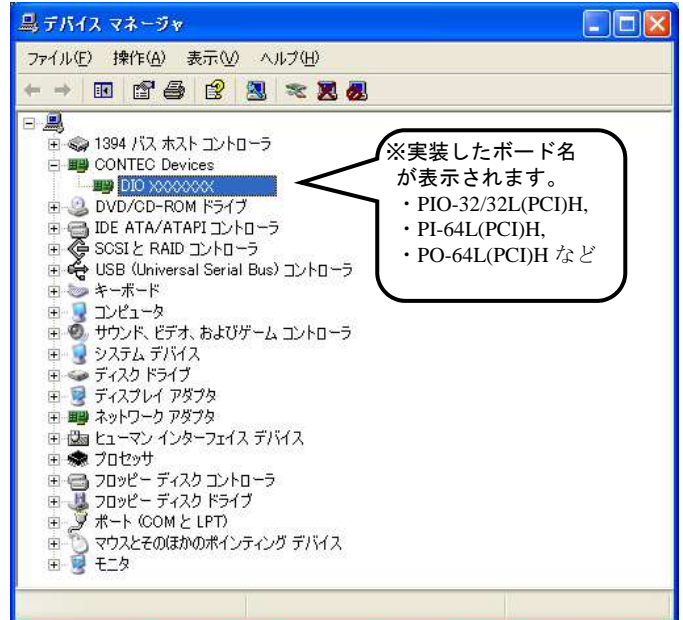 デバイス マネージャ
ファイル(F) 操作(A) 表示(V) ヘルプ(H)
1394 バス ホスト コントローラ
CONTEC Devices
DIO XXXXXXXX
DVD/CD-ROM ドライブ
IDE ATA/ATAPI コントローラ
SCSI と RAID コントローラ
USB (Universal Serial Bus) コントローラ
キーボード
コンピュータ
サウンド、ビデオ、およびゲーム コントローラ
システム デバイス
ディスク ドライブ
ディスプレイ アダプタ
ネットワーク アダプタ
ヒューマン インターフェイス デバイス
プロセッサ
フロッピー ディスク コントローラ
フロッピー ディスク ドライブ
ポート (COM と LPT)
マウスとそのほかのポインティング デバイス
モニタ
※実装したボード名
が表示されます。
・PIO-32/32L(PCI)H,
・PI-64L(PCI)H,
・PO-64L(PCI)H など